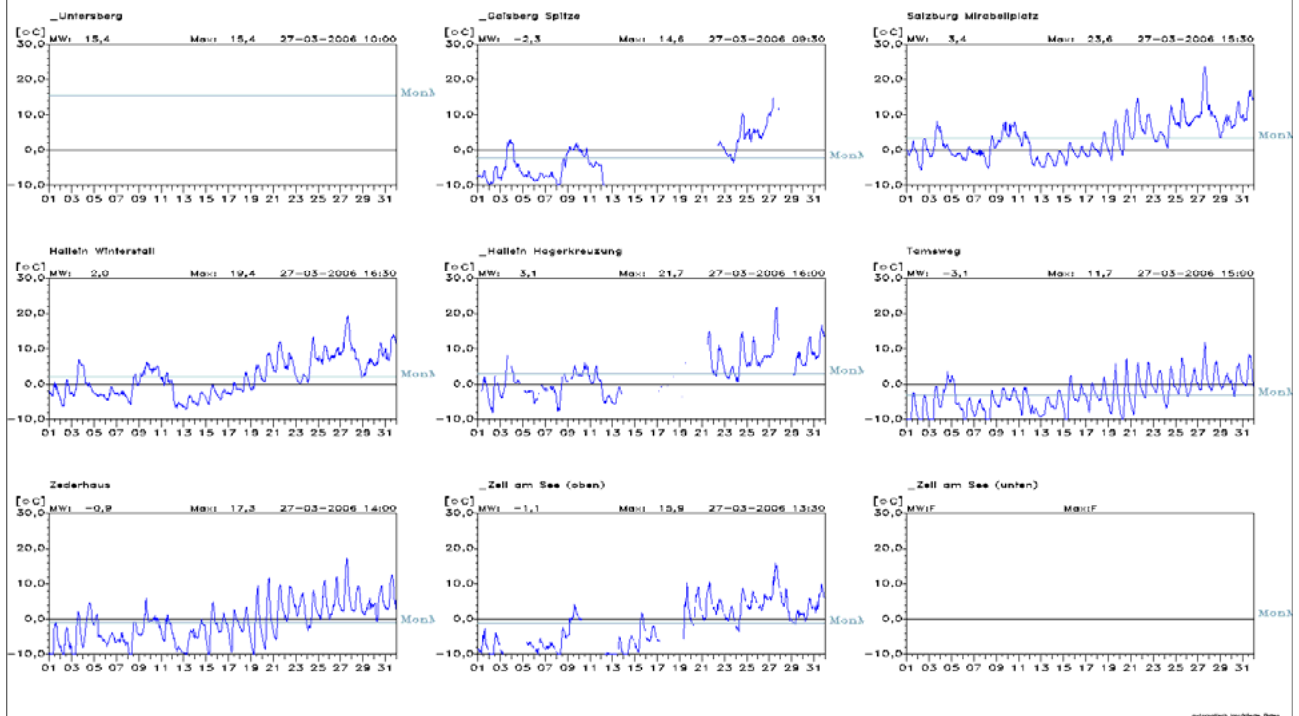 _Untersberg
[oC] MW: 15,4 Max: 15,4 27-03-2006 10:00
30,0
20,0
10,0
0,0
-10,0
MonM
01 03 05 07 09 11 13 15 17 19 21 23 25 27 29 31
_Gaisberg Spitze
[oC] MW: -2,3 Max: 14,6 27-03-2006 09:30
30,0
20,0
10,0
0,0
-10,0
MonM
01 03 05 07 09 11 13 15 17 19 21 23 25 27 29 31
Salzburg Mirabellplatz
[oC] MW: 3,4 Max: 23,6 27-03-2006 15:30
30,0
20,0
10,0
0,0
-10,0
MonM
01 03 05 07 09 11 13 15 17 19 21 23 25 27 29 31
Hallein Winterstall
[oC] MW: 2,0 Max: 19,4 27-03-2006 16:30
30,0
20,0
10,0
0,0
-10,0
MonM
01 03 05 07 09 11 13 15 17 19 21 23 25 27 29 31
_Hallein Hagerkreuzung
[oC] MW: 3,1 Max: 21,7 27-03-2006 16:00
30,0
20,0
10,0
0,0
-10,0
MonM
01 03 05 07 09 11 13 15 17 19 21 23 25 27 29 31
Tamsweg
[oC] MW: -3,1 Max: 11,7 27-03-2006 15:00
30,0
20,0
10,0
0,0
-10,0
MonM
01 03 05 07 09 11 13 15 17 19 21 23 25 27 29 31
Zederhaus
[oC] MW: -0,9 Max: 17,3 27-03-2006 14:00
30,0
20,0
10,0
0,0
-10,0
MonM
01 03 05 07 09 11 13 15 17 19 21 23 25 27 29 31
_Zell am See (oben)
[oC] MW: -1,1 Max: 15,9 27-03-2006 13:30
30,0
20,0
10,0
0,0
-10,0
MonM
01 03 05 07 09 11 13 15 17 19 21 23 25 27 29 31
_Zell am See (unten)
[oC] MW:F Max:F
30,0
20,0
10,0
0,0
-10,0
MonM
01 03 05 07 09 11 13 15 17 19 21 23 25 27 29 31